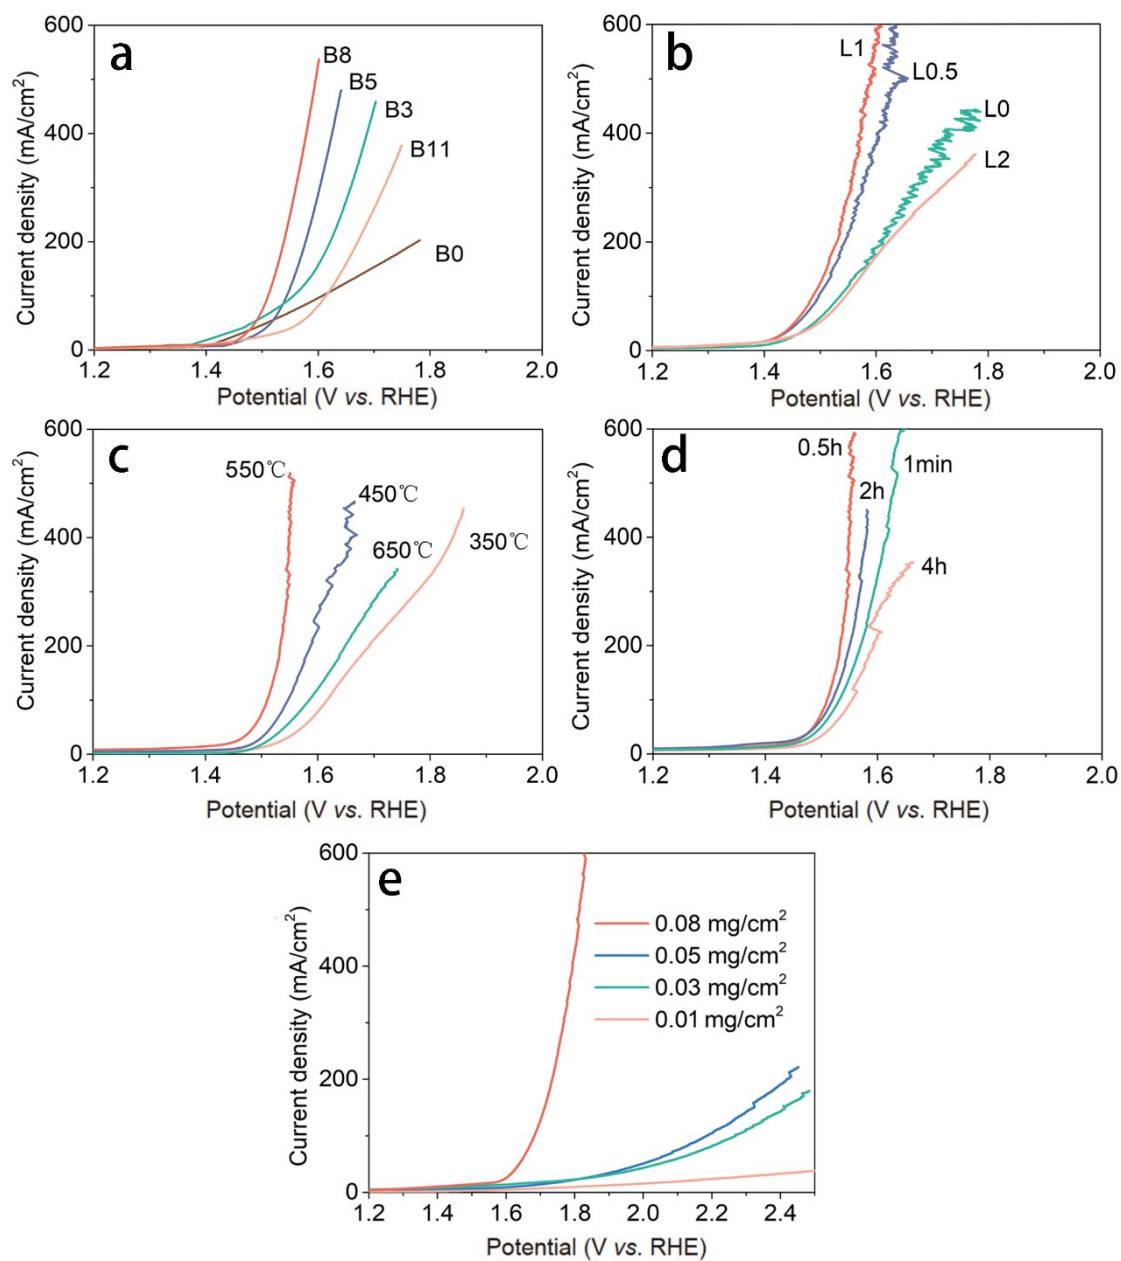 a
600
400
200
0
B8
B5
B3
B11
B0
1.2
1.4
1.6
1.8
2.0
Current density (mA/cm²)
Potential (V vs. RHE)
b
600
400
200
0
L1
L0.5
L0
L2
1.2
1.4
1.6
1.8
2.0
Current density (mA/cm²)
Potential (V vs. RHE)
c
600
400
200
0
550℃
450℃
650℃
350℃
1.2
1.4
1.6
1.8
2.0
Current density (mA/cm²)
Potential (V vs. RHE)
d
600
400
200
0
0.5h
1min
2h
4h
1.2
1.4
1.6
1.8
2.0
Current density (mA/cm²)
Potential (V vs. RHE)
e
600
400
200
0
0.08 mg/cm²
0.05 mg/cm²
0.03 mg/cm²
0.01 mg/cm²
1.2
1.4
1.6
1.8
2.0
2.2
2.4
Current density (mA/cm²)
Potential (V vs. RHE)